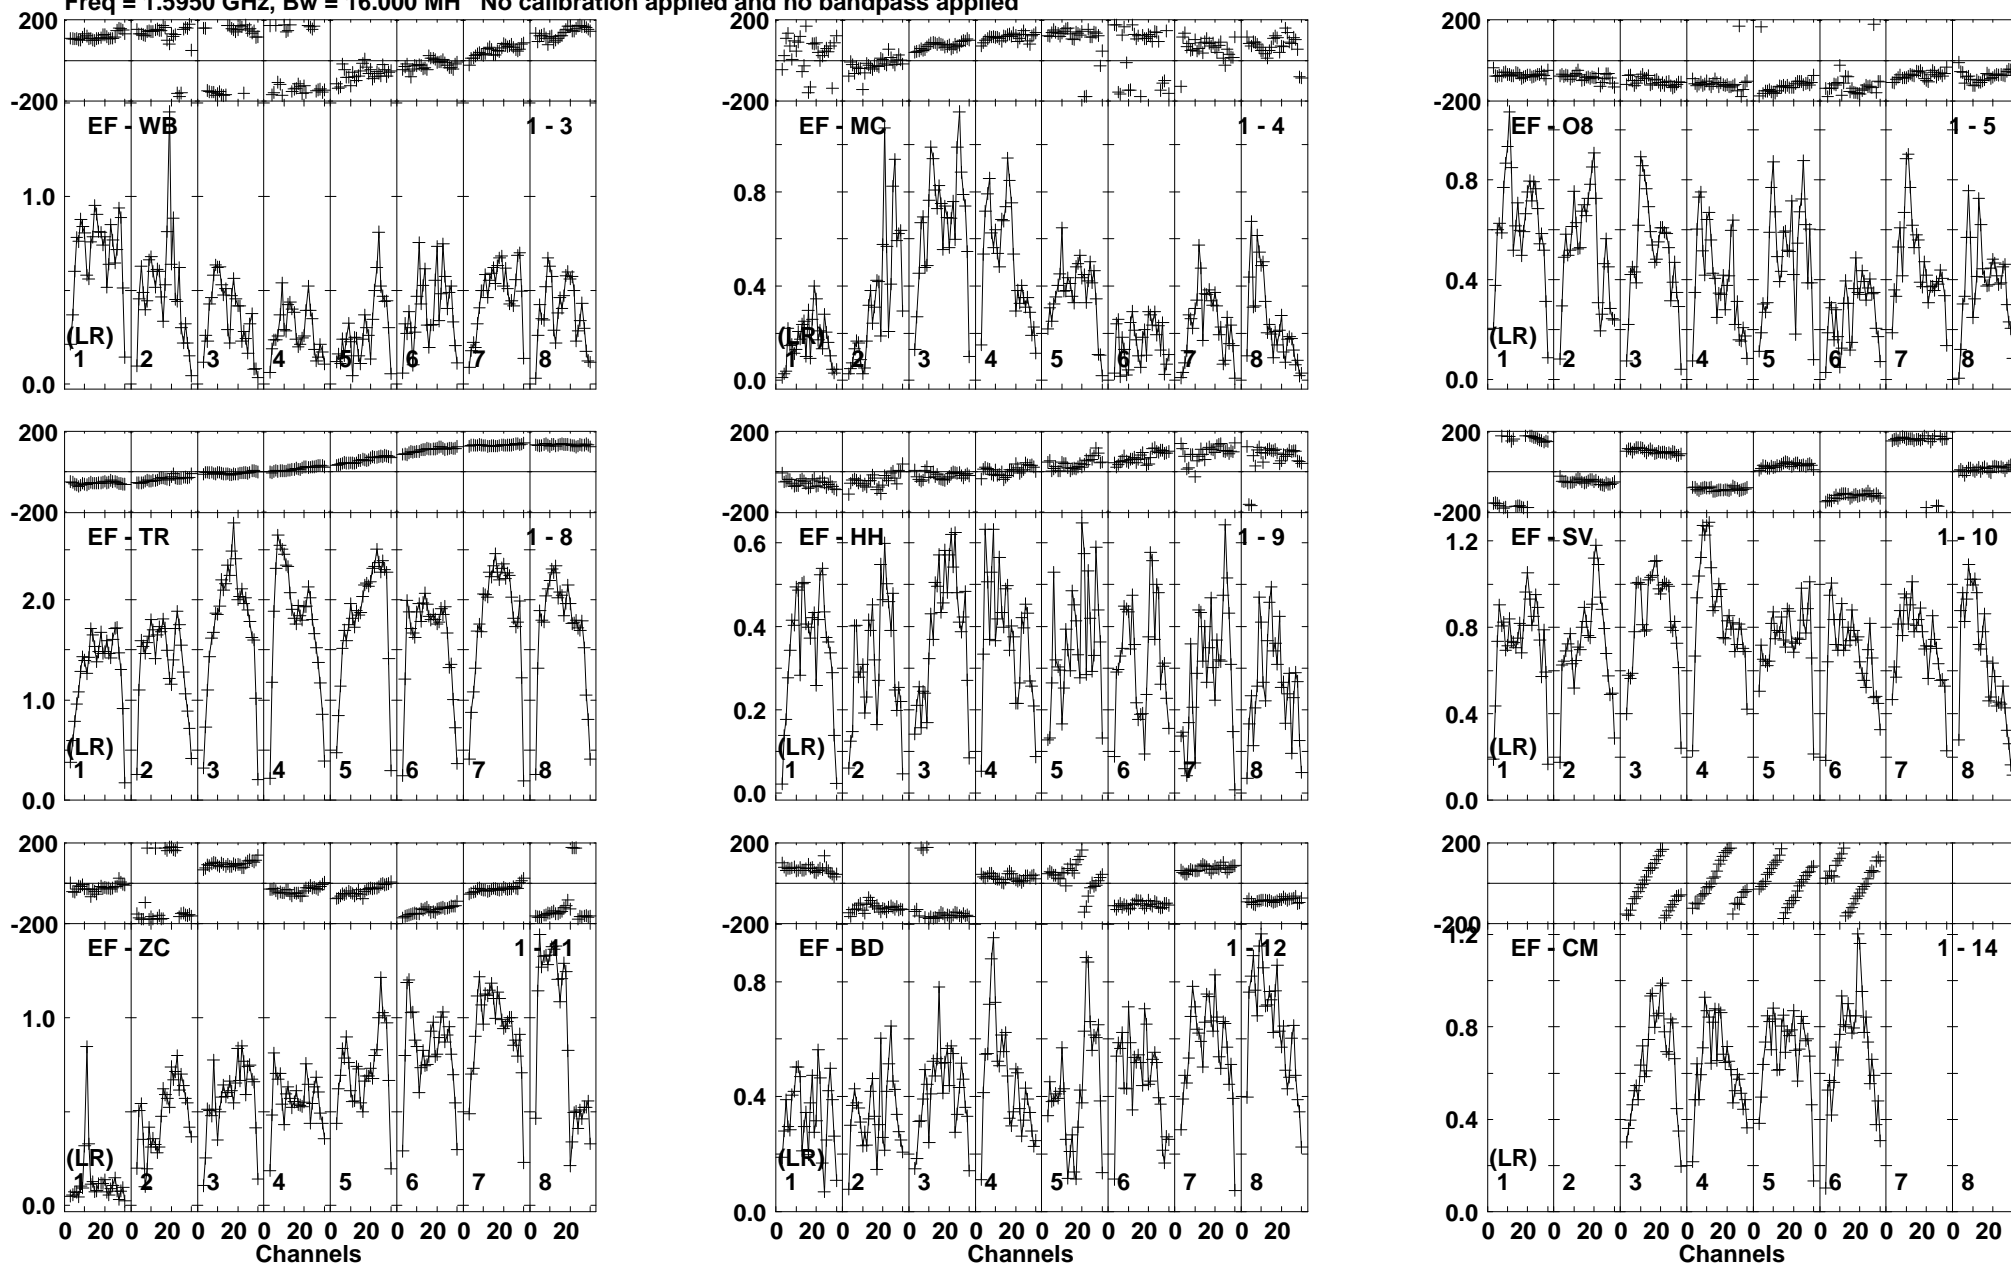 Freq = 1.5950 GHz, Bw = 16.000 MH No calibration applied and no bandpass applied
200
-200
EF - WB 1 - 3
1.0
0.0
(LR)
1 2 3 4 5 6 7 8
200
-200
EF - MC 1 - 4
0.8
0.4
0.0
(LR)
1 2 3 4 5 6 7 8
200
-200
EF - O8 1 - 5
0.8
0.4
0.0
(LR)
1 2 3 4 5 6 7 8
200
-200
EF - TR 1 - 8
2.0
1.0
0.0
(LR)
1 2 3 4 5 6 7 8
200
-200
EF - HH 1 - 9
0.6
0.4
0.2
0.0
(LR)
1 2 3 4 5 6 7 8
200
-200
EF - SV 1 - 10
1.2
0.8
0.4
0.0
(LR)
1 2 3 4 5 6 7 8
200
-200
EF - ZC 1 - 11
1.0
0.0
(LR)
1 2 3 4 5 6 7 8
0 20 0 20 0 20 0 20 0 20 0 20 0 20 0 20
Channels
200
-200
EF - BD 1 - 12
0.8
0.4
0.0
(LR)
1 2 3 4 5 6 7 8
0 20 0 20 0 20 0 20 0 20 0 20 0 20 0 20
Channels
200
-200
1.2
EF - CM 1 - 14
0.8
0.4
0.0
(LR)
1 2 3 4 5 6 7 8
0 20 0 20 0 20 0 20 0 20 0 20 0 20 0 20
Channels